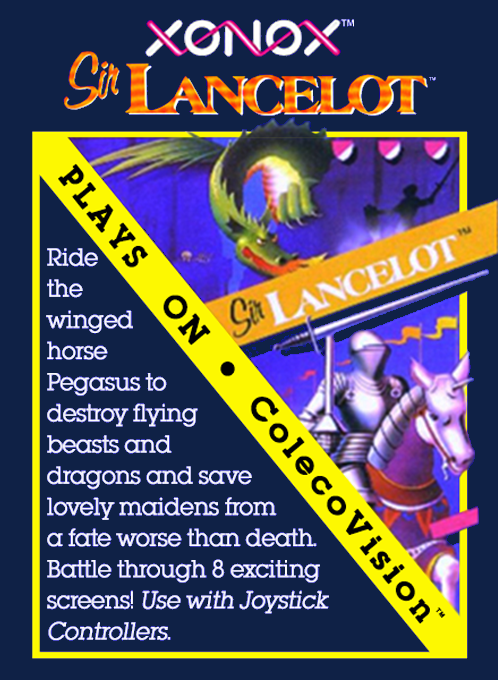 XONOX™
Sir LANCELOT™
PLAYS ON • ColecoVision™
Sir LANCELOT™
Ride
the
winged
horse
Pegasus to
destroy flying
beasts and
dragons and save
lovely maidens from
a fate worse than death.
Battle through 8 exciting
screens! Use with Joystick
Controllers.